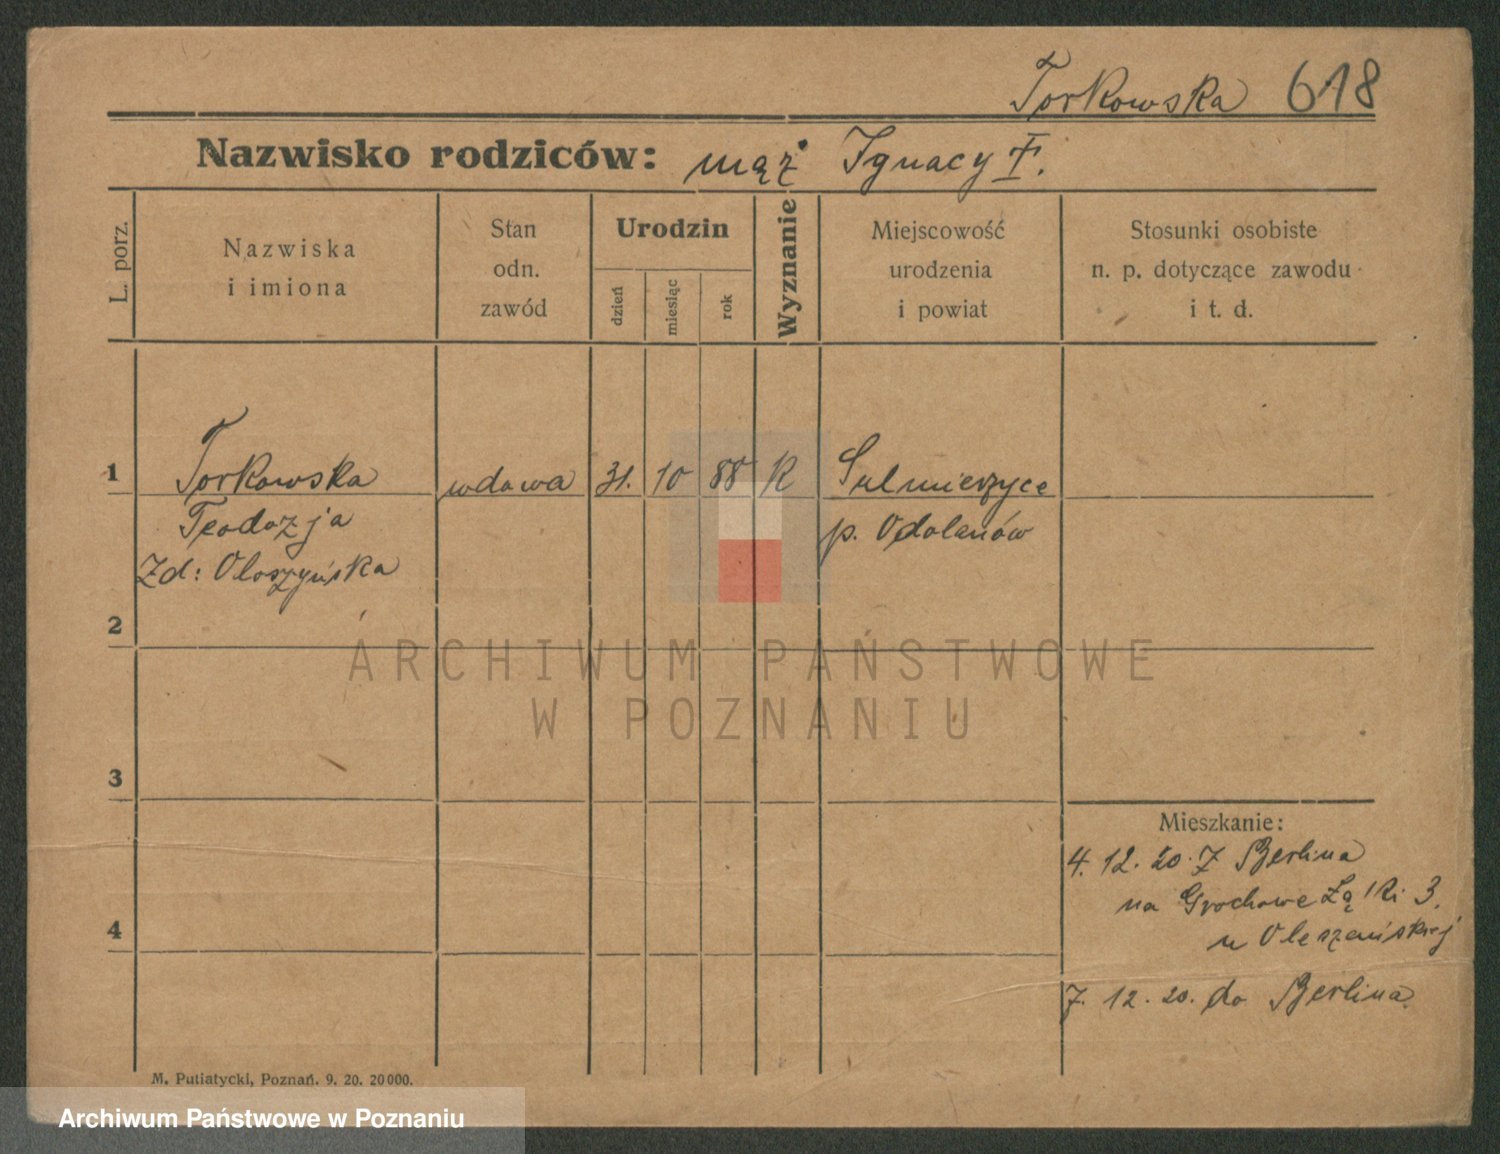 Torkowska 618
Nazwisko rodziców: mąż Ignacy T.
L. porz.
Nazwiska
i imiona
Stan
odn.
zawód
Urodzin
dzień
miesiąc
rok
Wyznanie
Miejscowość
urodzenia
i powiat
Stosunki osobiste
n. p. dotyczące zawodu
i t. d.
1 Torkowska wdowa 31. 10 88 K Sulmierzyce
Teodozja p. Odolanów
Zd: Oloszyńska
2
ARCHIWUM PAŃSTWOWE
W POZNANIU
3
Mieszkanie:
4. 12. 20. Z Berlina
na Grochowe Łąki 3.
4
u Oleszeńskiej
7. 12. 20. do Berlina.
M. Putiatycki, Poznań. 9. 20. 20000.
Archiwum Państwowe w Poznaniu